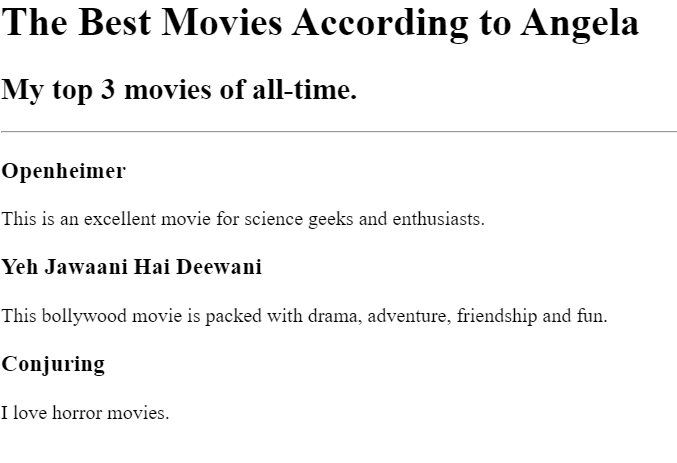 The Best Movies According to Angela
My top 3 movies of all-time.
Openheimer
This is an excellent movie for science geeks and enthusiasts.
Yeh Jawaani Hai Deewani
This bollywood movie is packed with drama, adventure, friendship and fun.
Conjuring
I love horror movies.